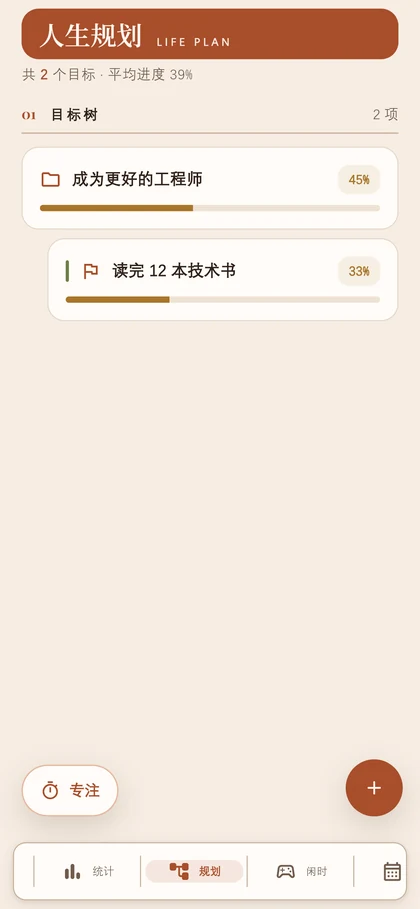 人生规划 LIFE PLAN
共 2 个目标 · 平均进度 39%
01 目标树 2 项
成为更好的工程师 45%
读完 12 本技术书 33%
专注
+
统计 规划 闲时